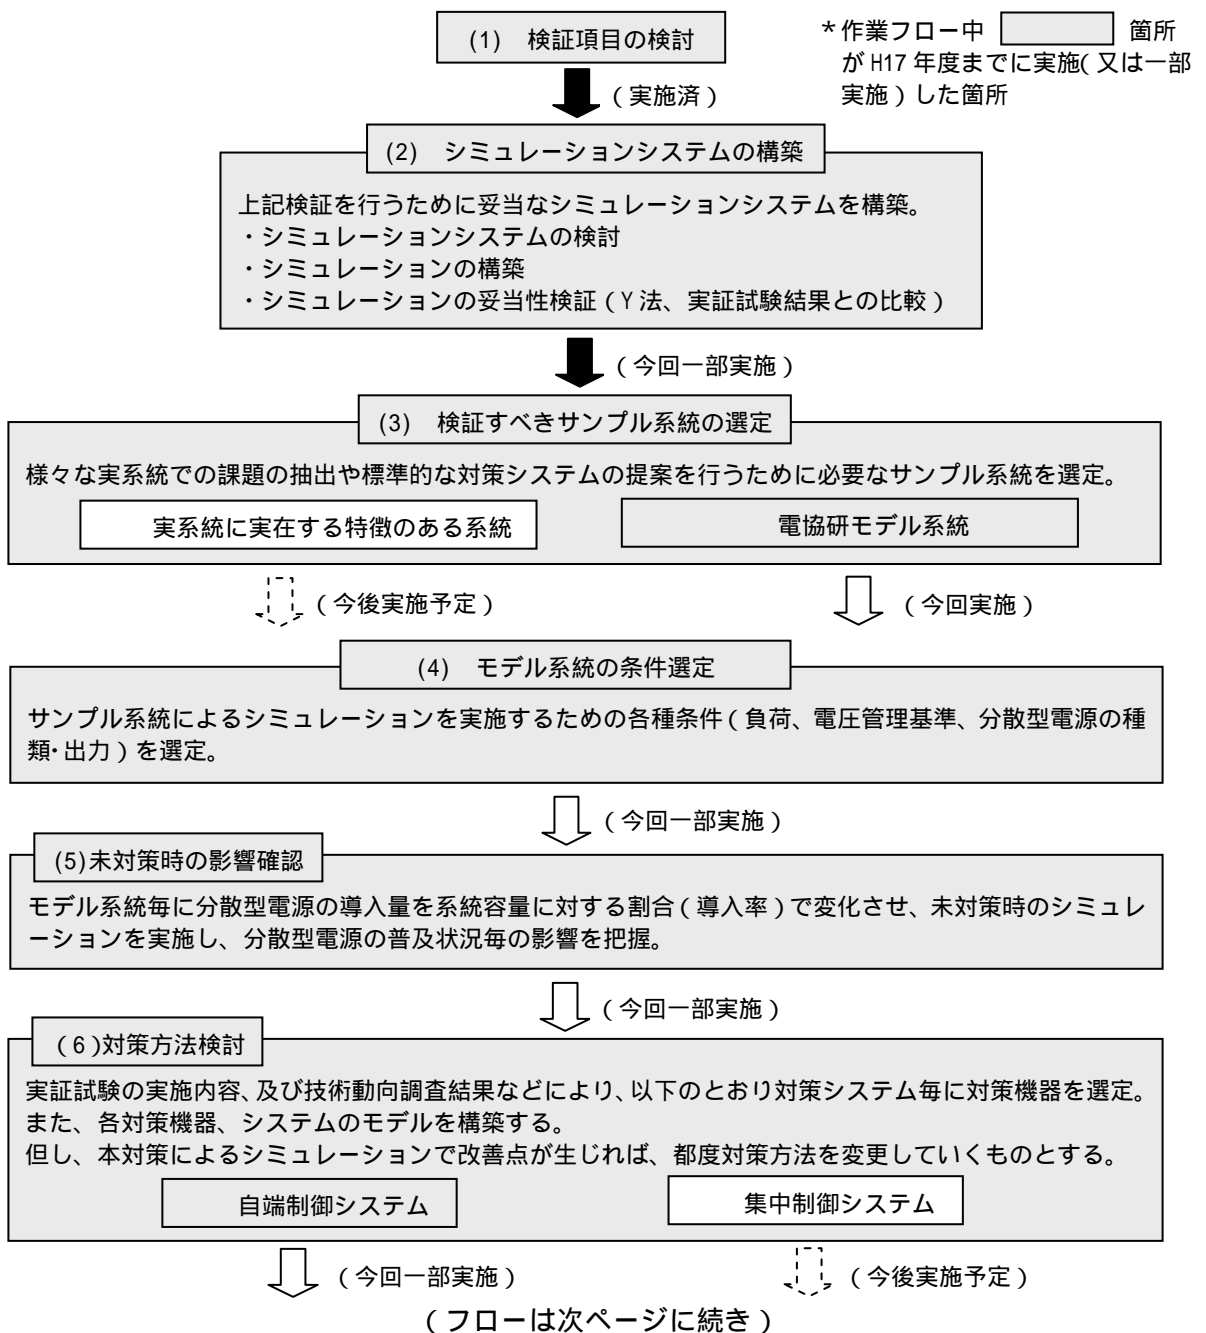 (1) 検証項目の検討
*作業フロー中 箇所
が H17 年度までに実施(又は一部
実施)した箇所
(実施済)
(2) シミュレーションシステムの構築
上記検証を行うために妥当なシミュレーションシステムを構築。
・シミュレーションシステムの検討
・シミュレーションの構築
・シミュレーションの妥当性検証(Y法、実証試験結果との比較)
(今回一部実施)
(3) 検証すべきサンプル系統の選定
様々な実系統での課題の抽出や標準的な対策システムの提案を行うために必要なサンプル系統を選定。
実系統に実在する特徴のある系統
電協研モデル系統
(今後実施予定)
(今回実施)
(4) モデル系統の条件選定
サンプル系統によるシミュレーションを実施するための各種条件(負荷、電圧管理基準、分散型電源の種
類・出力)を選定。
(今回一部実施)
(5)未対策時の影響確認
モデル系統毎に分散型電源の導入量を系統容量に対する割合(導入率)で変化させ、未対策時のシミュレ
ーションを実施し、分散型電源の普及状況毎の影響を把握。
(今回一部実施)
(6)対策方法検討
実証試験の実施内容、及び技術動向調査結果などにより、以下のとおり対策システム毎に対策機器を選定。
また、各対策機器、システムのモデルを構築する。
但し、本対策によるシミュレーションで改善点が生じれば、都度対策方法を変更していくものとする。
自端制御システム
集中制御システム
(今回一部実施)
(今後実施予定)
(フローは次ページに続き)